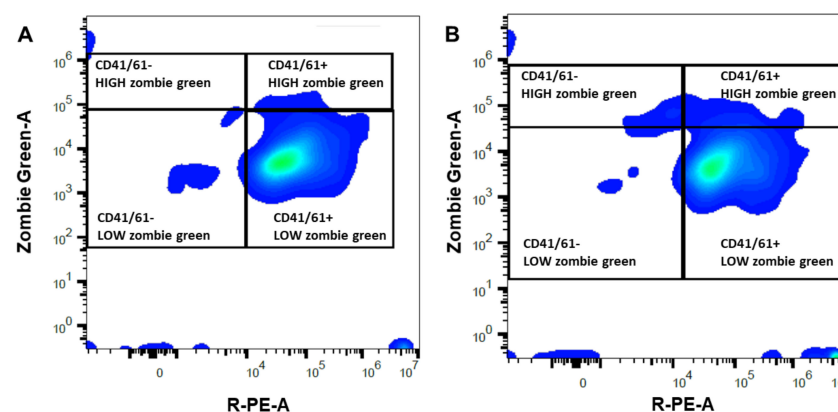 A
CD41/61-
HIGH zombie green
CD41/61+
HIGH zombie green
CD41/61-
LOW zombie green
CD41/61+
LOW zombie green
Zombie Green-A
10^6
10^5
10^4
10^3
10^2
10^1
10^0
0
10^4
10^5
10^6
10^7
R-PE-A
B
CD41/61-
HIGH zombie green
CD41/61+
HIGH zombie green
CD41/61-
LOW zombie green
CD41/61+
LOW zombie green
Zombie Green-A
10^6
10^5
10^4
10^3
10^2
10^1
10^0
0
10^4
10^5
10^6
R-PE-A